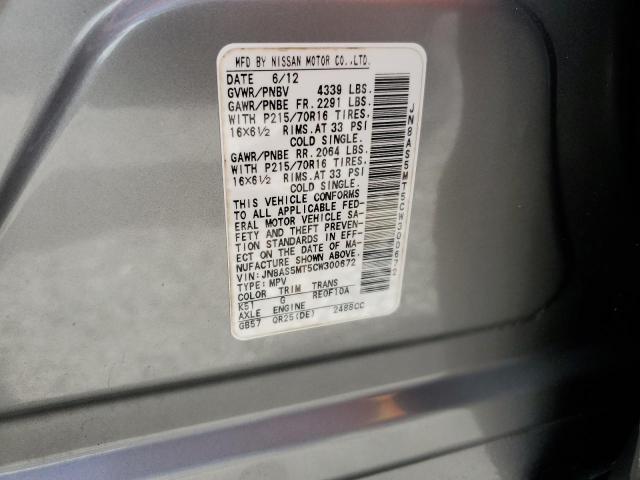 MFD BY NISSAN MOTOR CO.,LTD.
DATE 6/12
GVWR/PNBV 4339 LBS.
GAWR/PNBE FR. 2291 LBS.
WITH P215/70R16 TIRES.
16X6½ RIMS. AT 33 PSI
COLD SINGLE.
GAWR/PNBE RR. 2064 LBS.
WITH P215/70R16 TIRES.
16X6½ RIMS. AT 33 PSI
COLD SINGLE.
THIS VEHICLE CONFORMS
TO ALL APPLICABLE FED-
ERAL MOTOR VEHICLE SA-
FETY AND THEFT PREVEN-
TION STANDARDS IN EFF-
ECT ON THE DATE OF MA-
NUFACTURE SHOWN ABOVE.
VIN: JN8AS5MT5CW300672
TYPE: MPV
COLOR TRIM TRANS
K51 G RE0F10A
AXLE ENGINE
GB57 QR25(DE) 2488CC
JN8AS5MT5CW300672